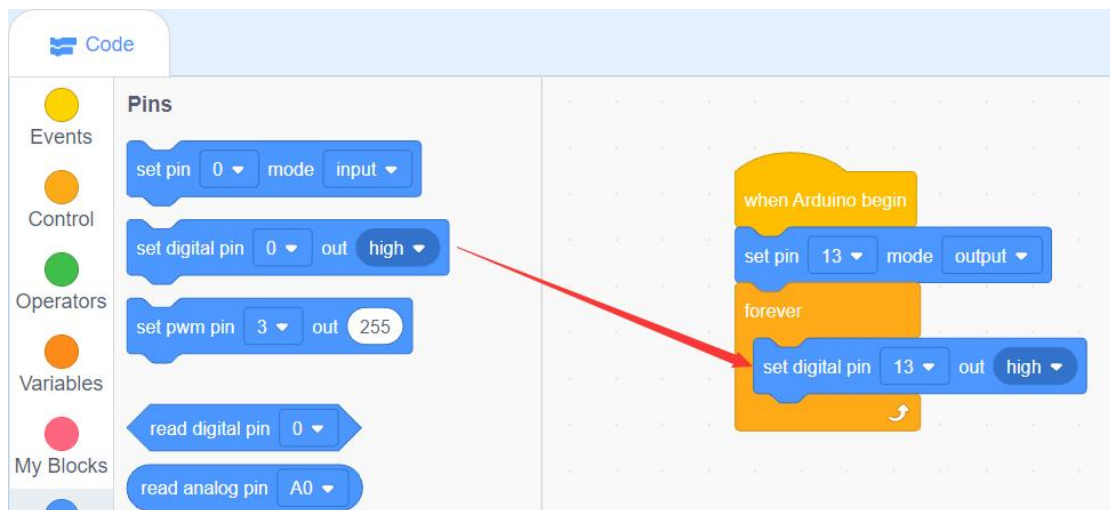 Code
Events
Control
Operators
Variables
My Blocks
Pins
set pin 0 mode input
set digital pin 0 out high
set pwm pin 3 out 255
read digital pin 0
read analog pin A0
when Arduino begin
set pin 13 mode output
forever
set digital pin 13 out high